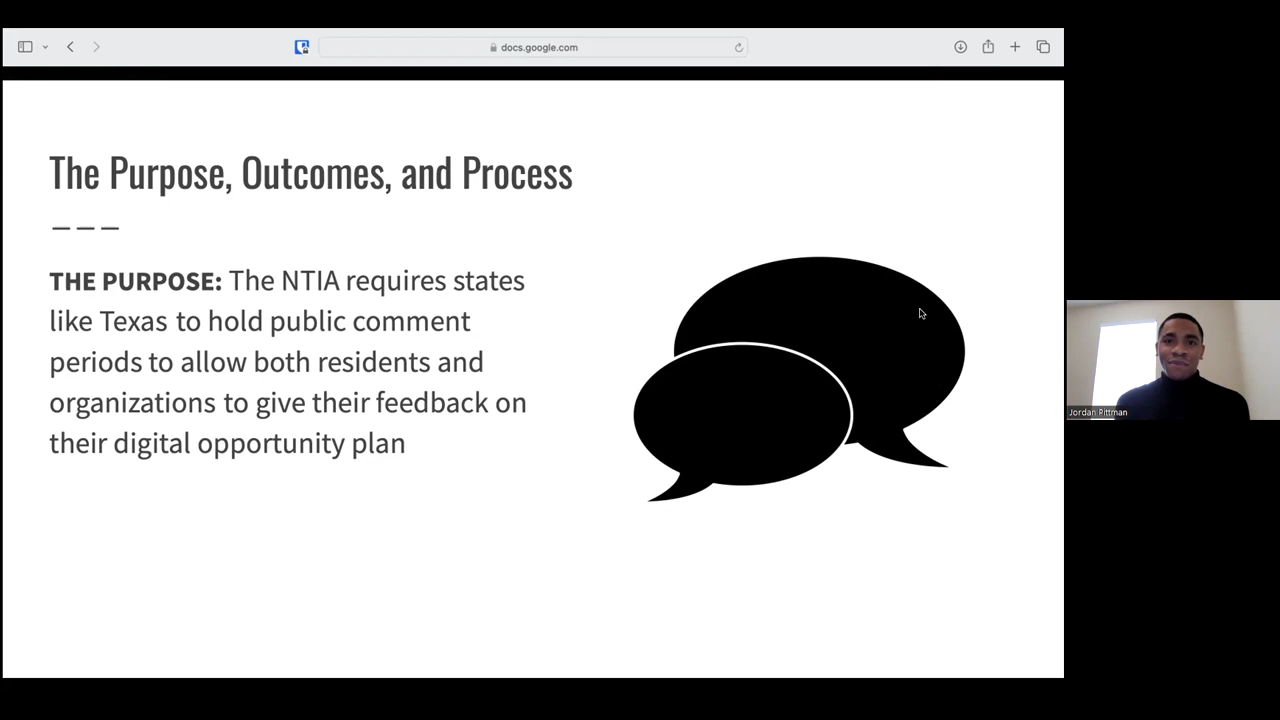 docs.google.com
The Purpose, Outcomes, and Process
THE PURPOSE: The NTIA requires states
like Texas to hold public comment
periods to allow both residents and
organizations to give their feedback on
their digital opportunity plan
Jordan Pittman